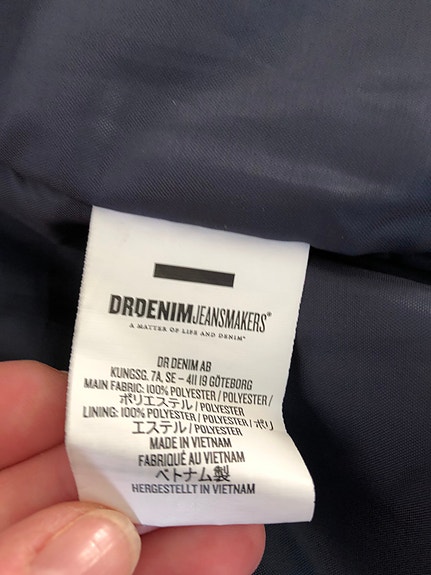 DRDENIMJEANSMAKERS®
A MATTER OF LIFE AND DENIM®
DR DENIM AB
KUNGSG. 7A, SE – 411 19 GÖTEBORG
MAIN FABRIC: 100% POLYESTER / POLYESTER /
ポリエステル / POLYESTER
LINING: 100% POLYESTER / POLYESTER / ポリ
エステル / POLYESTER
MADE IN VIETNAM
FABRIQUÉ AU VIETNAM
ベトナム製
HERGESTELLT IN VIETNAM